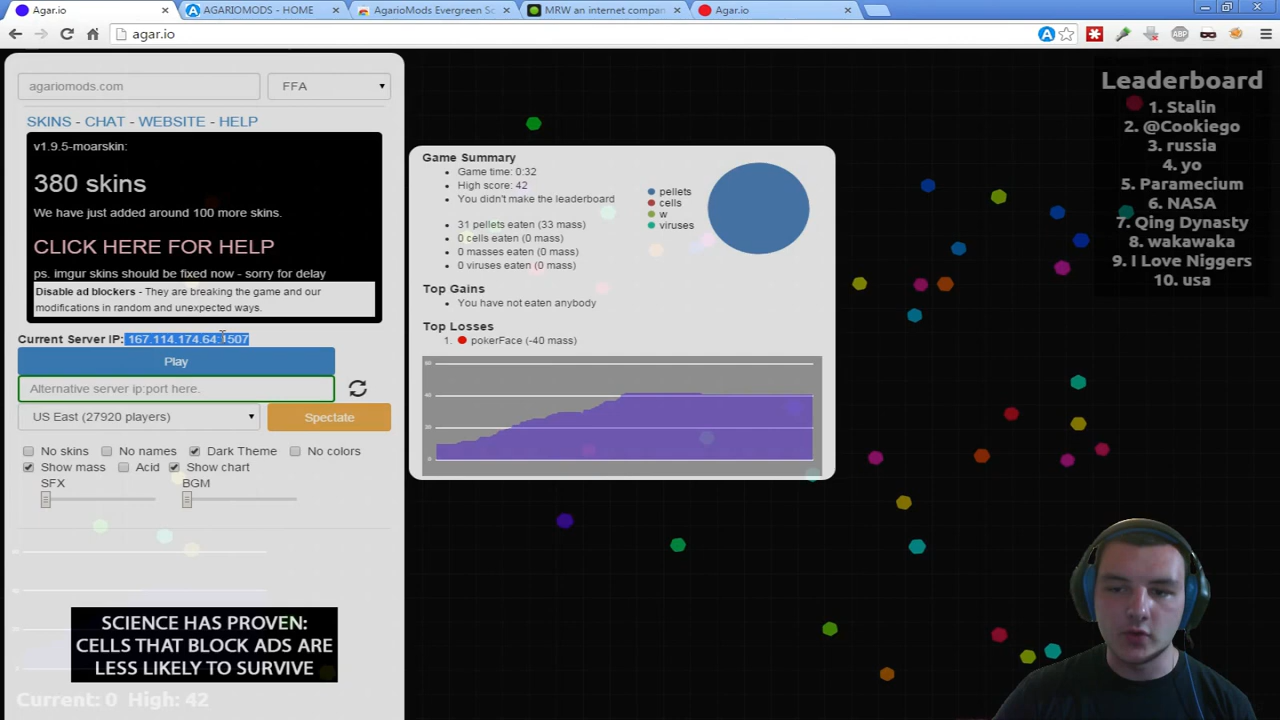 Agar.io
AGARIOMODS - HOME
AgarioMods Evergreen Sc
MRW an internet compan
Agar.io
agar.io
ABP
agariomods.com
FFA
SKINS - CHAT - WEBSITE - HELP
v1.9.5-moarskin:
380 skins
We have just added around 100 more skins.
CLICK HERE FOR HELP
ps. imgur skins should be fixed now - sorry for delay
Disable ad blockers - They are breaking the game and our
modifications in random and unexpected ways.
Current Server IP: 167.114.174.64:1507
Play
Alternative server ip:port here.
US East (27920 players)
Spectate
No skins
No names
Dark Theme
No colors
Show mass
Acid
Show chart
SFX
BGM
SCIENCE HAS PROVEN:
CELLS THAT BLOCK ADS ARE
LESS LIKELY TO SURVIVE
Current: 0 High: 42
Game Summary
Game time: 0:32
High score: 42
You didn't make the leaderboard
31 pellets eaten (33 mass)
0 cells eaten (0 mass)
0 masses eaten (0 mass)
0 viruses eaten (0 mass)
pellets
cells
w
viruses
Top Gains
You have not eaten anybody
Top Losses
1. pokerFace (-40 mass)
60
40
20
0
Leaderboard
1. Stalin
2. @Cookiego
3. russia
4. yo
5. Paramecium
6. NASA
7. Qing Dynasty
8. wakawaka
9. I Love Niggers
10. usa